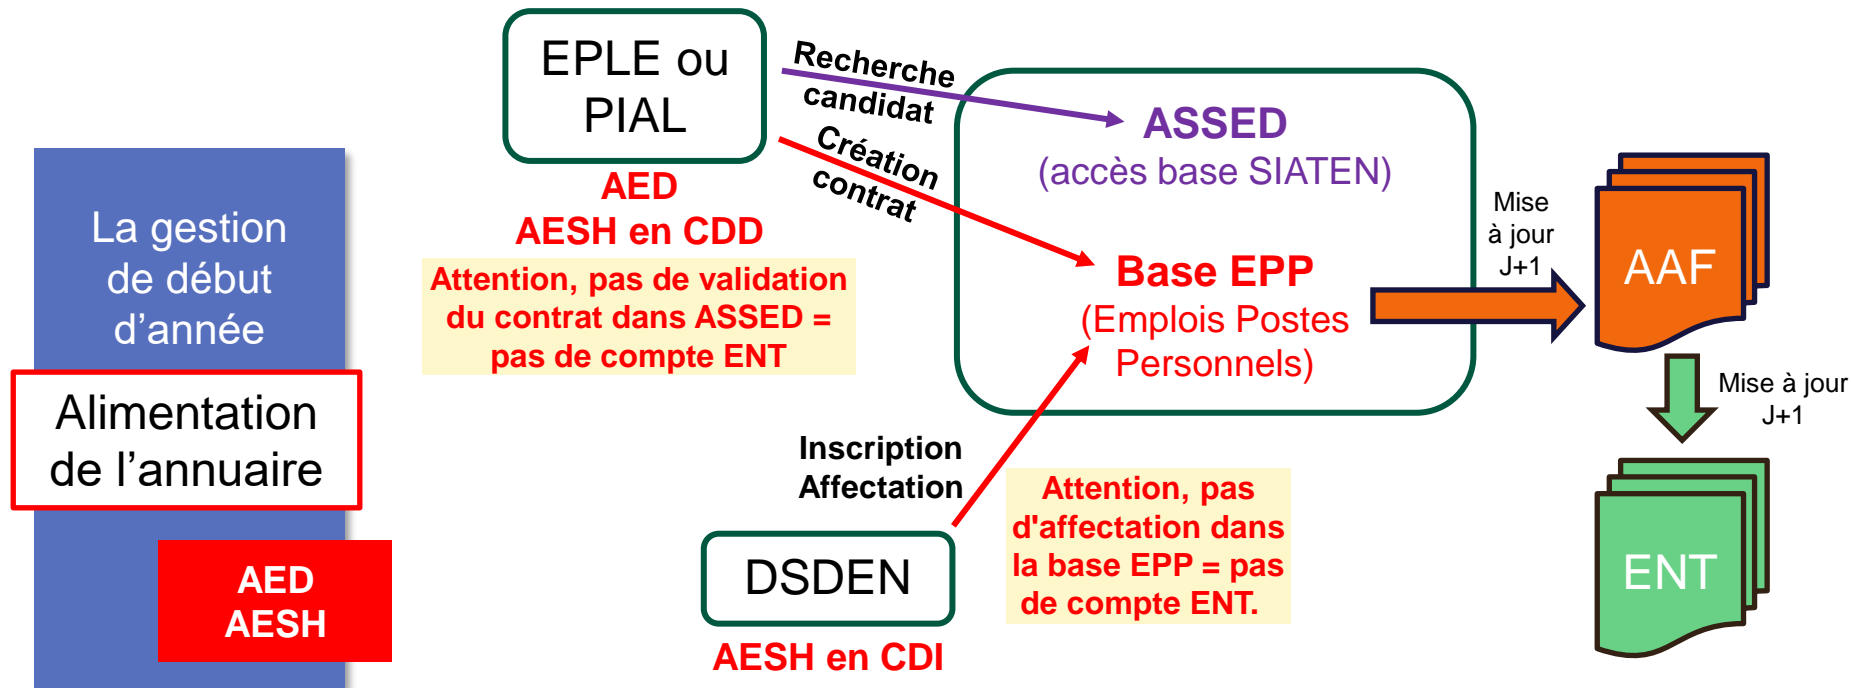 La gestion
de début
d’année
Alimentation
de l’annuaire
AED
AESH
EPLE ou
PIAL
AED
AESH en CDD
Attention, pas de validation
du contrat dans ASSED =
pas de compte ENT
Recherche
candidat
Création
contrat
ASSED
(accès base SIATEN)
Base EPP
(Emplois Postes
Personnels)
Inscription
Affectation
DSDEN
AESH en CDI
Attention, pas
d'affectation dans
la base EPP = pas
de compte ENT.
Mise
à jour
J+1
AAF
Mise à jour
J+1
ENT